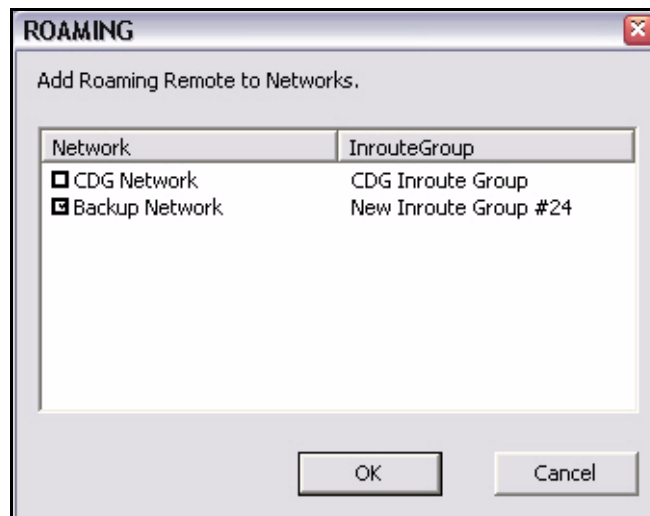 ROAMING
Add Roaming Remote to Networks.
Network InrouteGroup
CDG Network CDG Inroute Group
Backup Network New Inroute Group #24
OK Cancel